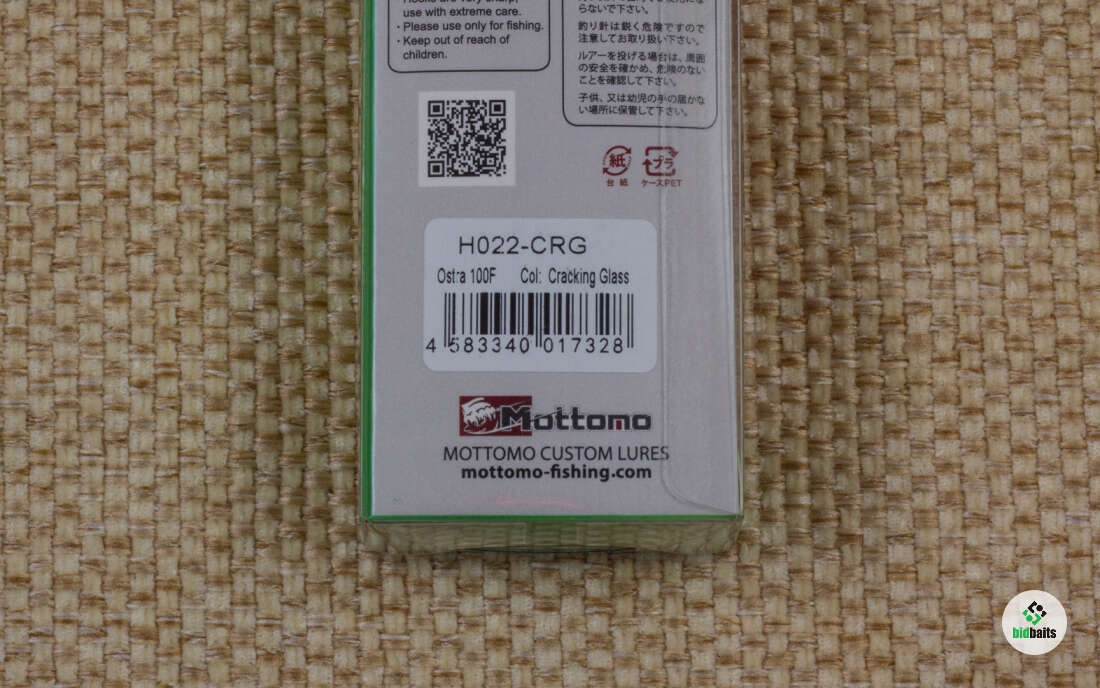 Hooks are very sharp,
use with extreme care.
· Please use only for fishing.
· Keep out of reach of
children.
らないで下さい。
釣り針は鋭く危険ですので
注意してお取り扱い下さい。
ルアーを投げる場合は、周囲
の安全を確かめ、危険のない
ことを確認して下さい。
子供、又は幼児の手の届かな
い場所に保管して下さい。
紙
台紙
プラ
ケースPET
H022-CRG
Ostra 100F Col: Cracking Glass
4 583340 017328
Mottomo
MOTTOMO CUSTOM LURES
mottomo-fishing.com
bidbaits